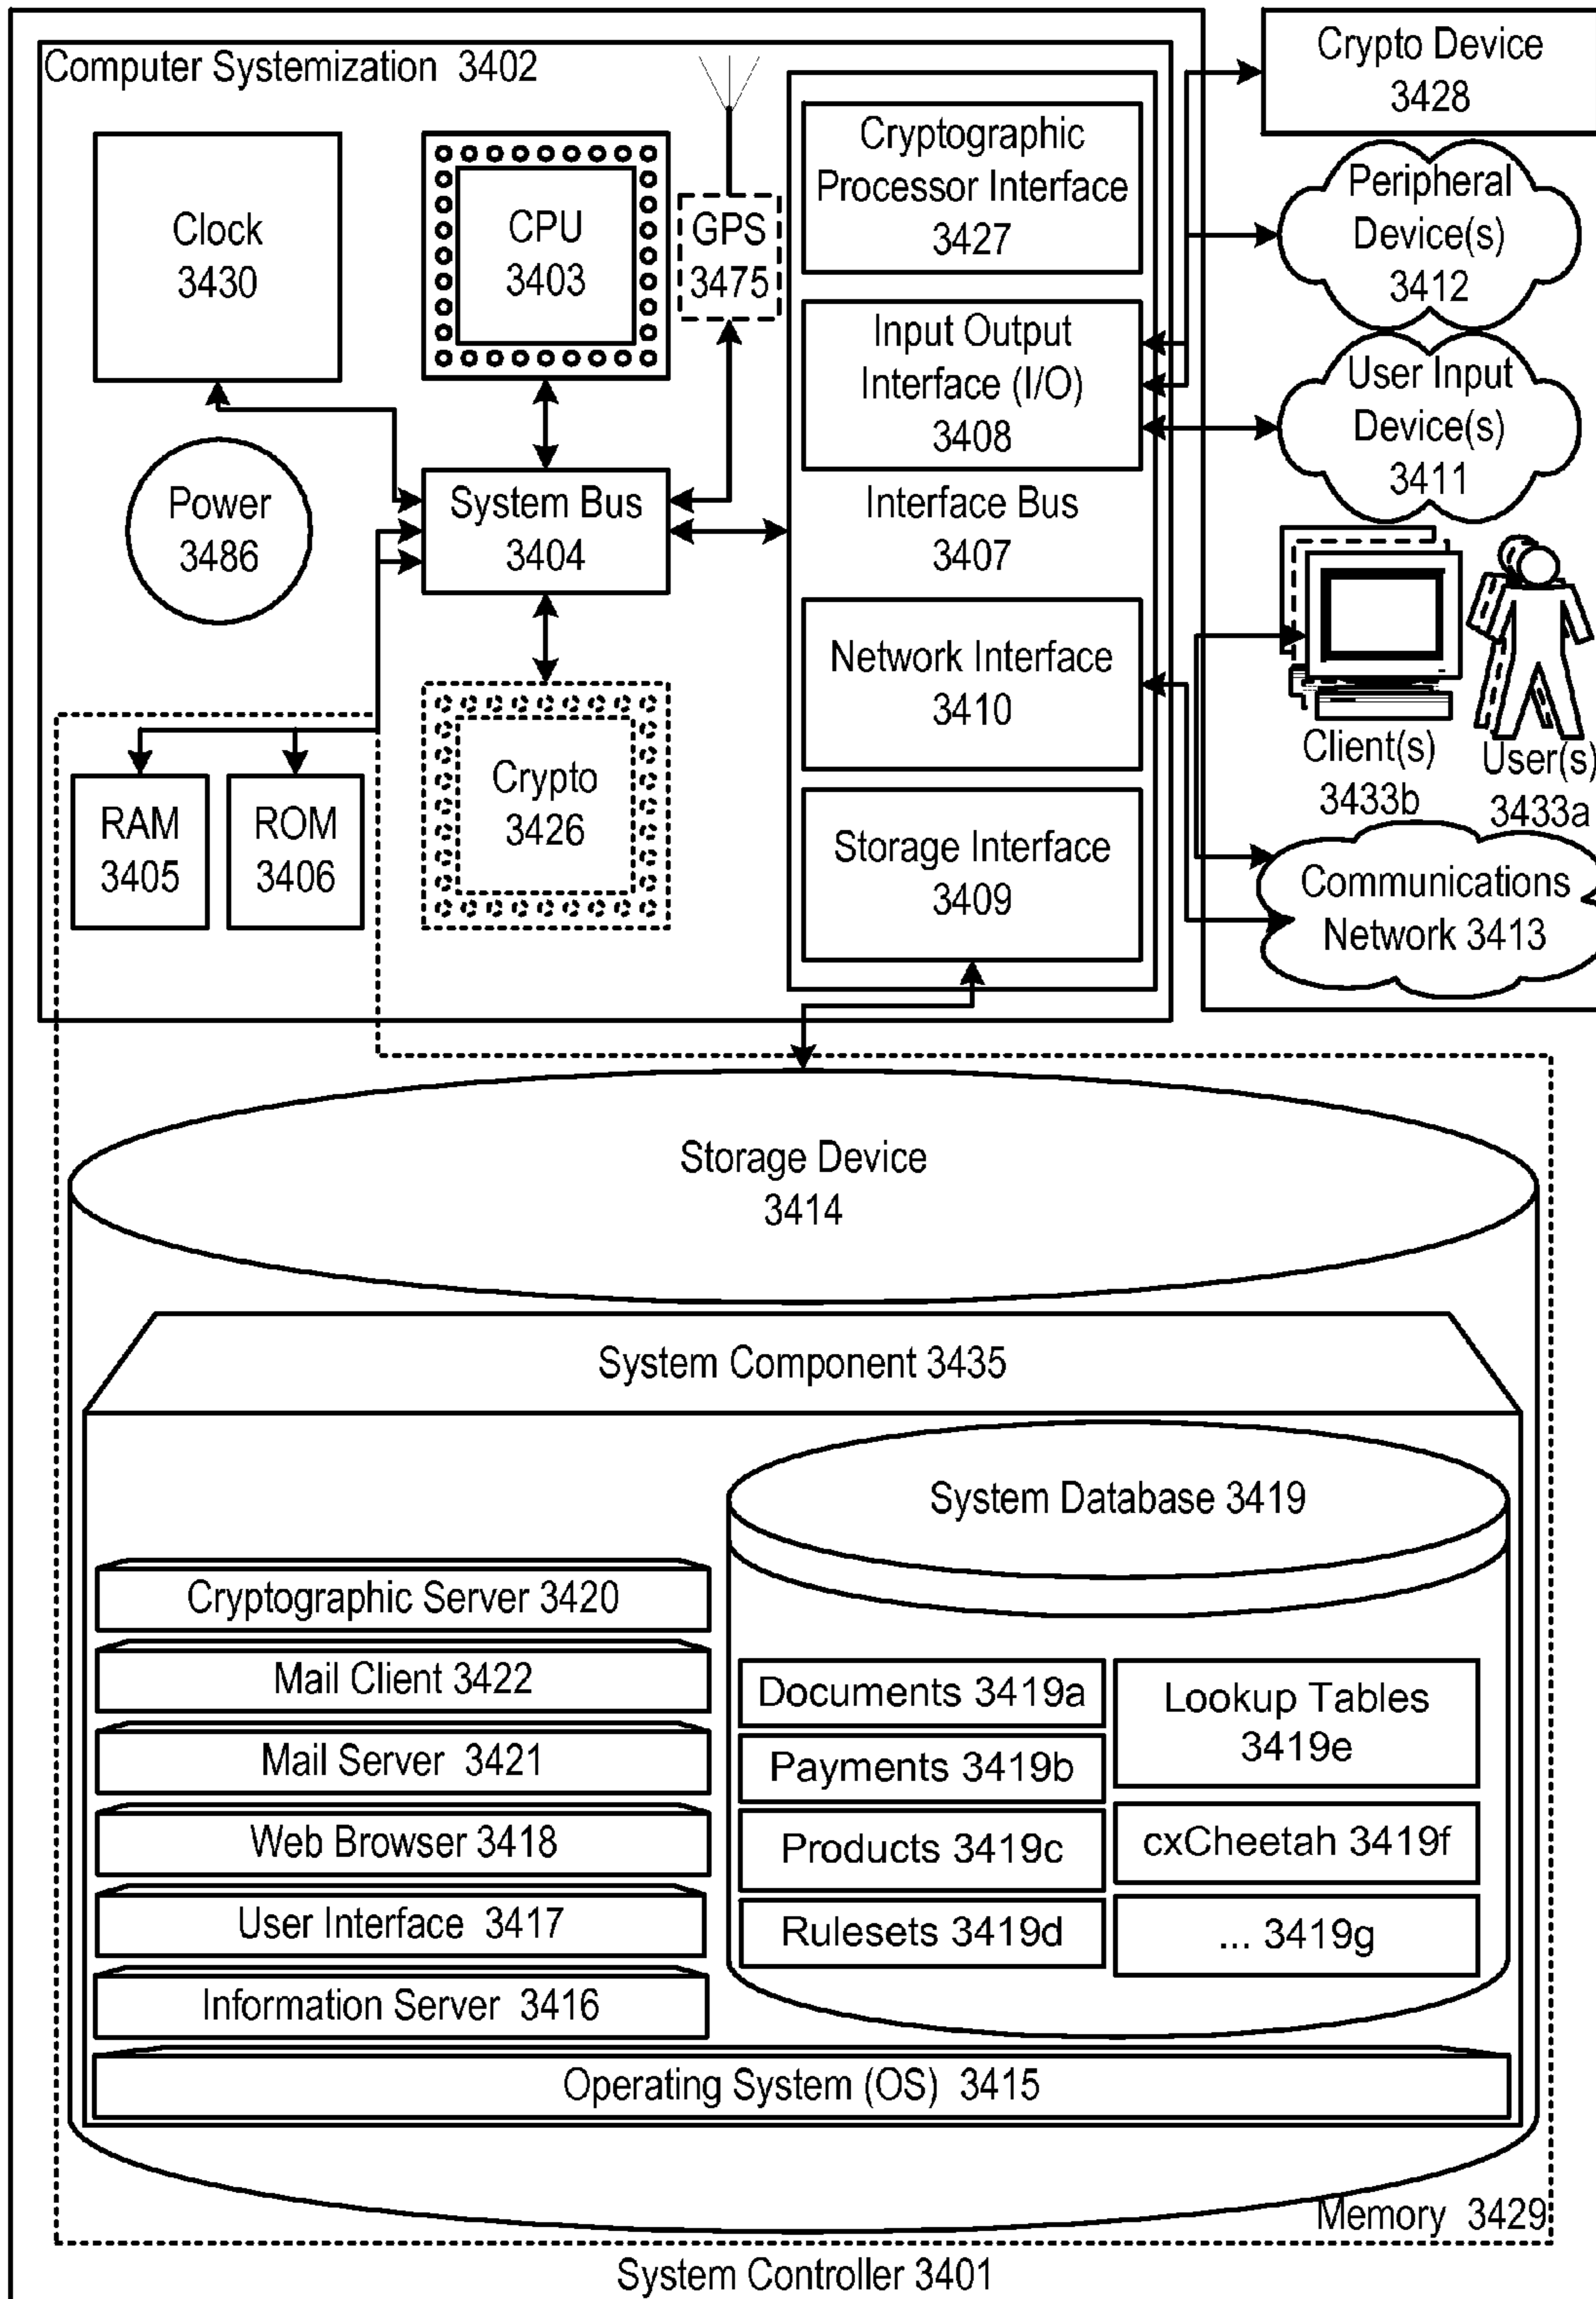 Computer Systemization 3402
Clock
3430
CPU
3403
GPS
3475
Power
3486
System Bus
3404
Crypto
3426
RAM
3405
ROM
3406
Cryptographic
Processor Interface
3427
Input Output
Interface (I/O)
3408
Interface Bus
3407
Network Interface
3410
Storage Interface
3409
Crypto Device
3428
Peripheral
Device(s)
3412
User Input
Device(s)
3411
Client(s)
3433b
User(s)
3433a
Communications
Network 3413
Storage Device
3414
System Component 3435
System Database 3419
Cryptographic Server 3420
Mail Client 3422
Mail Server 3421
Web Browser 3418
User Interface 3417
Information Server 3416
Documents 3419a
Payments 3419b
Products 3419c
Rulesets 3419d
Lookup Tables
3419e
cxCheetah 3419f
... 3419g
Operating System (OS) 3415
Memory 3429
System Controller 3401